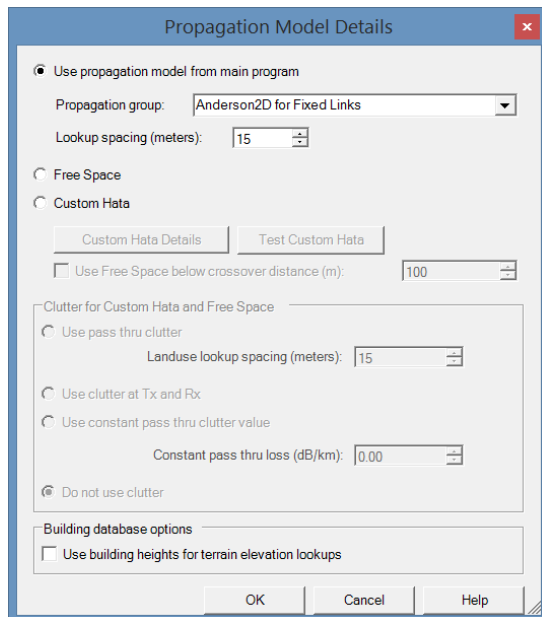 Propagation Model Details
Use propagation model from main program
Propagation group: Anderson2D for Fixed Links
Lookup spacing (meters): 15
Free Space
Custom Hata
Custom Hata Details Test Custom Hata
Use Free Space below crossover distance (m): 100
Clutter for Custom Hata and Free Space
Use pass thru clutter
Landuse lookup spacing (meters): 15
Use clutter at Tx and Rx
Use constant pass thru clutter value
Constant pass thru loss (dB/km): 0.00
Do not use clutter
Building database options
Use building heights for terrain elevation lookups
OK Cancel Help